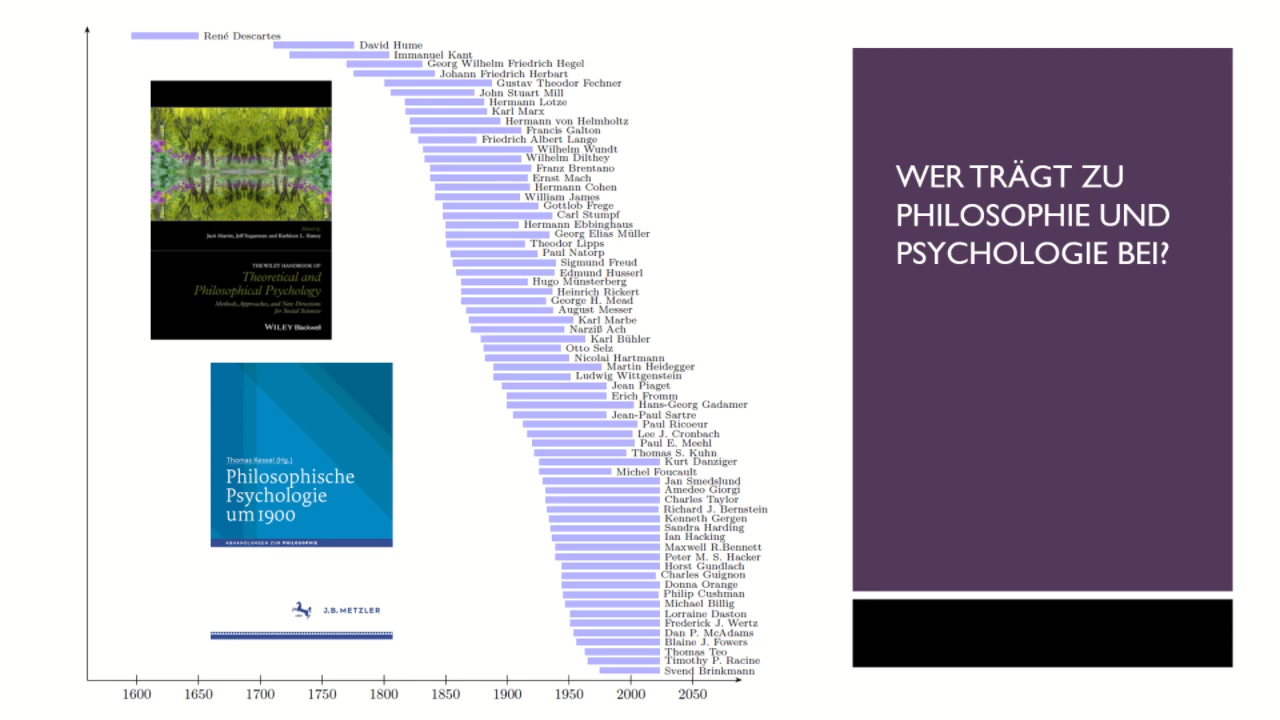 René Descartes
David Hume
Immanuel Kant
Georg Wilhelm Friedrich Hegel
Johann Friedrich Herbart
Gustav Theodor Fechner
John Stuart Mill
Hermann Lotze
Karl Marx
Hermann von Helmholtz
Francis Galton
Friedrich Albert Lange
Wilhelm Wundt
Wilhelm Dilthey
Franz Brentano
Ernst Mach
Hermann Cohen
William James
Gottlob Frege
Carl Stumpf
Hermann Ebbinghaus
Georg Elias Müller
Theodor Lipps
Paul Natorp
Sigmund Freud
Edmund Husserl
Hugo Münsterberg
Heinrich Rickert
George H. Mead
August Messer
Karl Marbe
Narziß Ach
Karl Bühler
Otto Selz
Nicolai Hartmann
Martin Heidegger
Ludwig Wittgenstein
Jean Piaget
Erich Fromm
Hans-Georg Gadamer
Jean-Paul Sartre
Paul Ricoeur
Lee J. Cronbach
Paul E. Meehl
Thomas S. Kuhn
Kurt Danziger
Michel Foucault
Jan Smedslund
Amedeo Giorgi
Charles Taylor
Richard J. Bernstein
Kenneth Gergen
Sandra Harding
Ian Hacking
Maxwell R.Bennett
Peter M. S. Hacker
Horst Gundlach
Charles Guignon
Donna Orange
Philip Cushman
Michael Billig
Lorraine Daston
Frederick J. Wertz
Dan P. McAdams
Blaine J. Fowers
Thomas Teo
Timothy P. Racine
Svend Brinkmann
1600 1650 1700 1750 1800 1850 1900 1950 2000 2050
Edited by
Jack Martin, Jeff Sugarman and Kathleen L. Slaney
THE WILEY HANDBOOK OF
Theoretical and
Philosophical Psychology
Methods, Approaches, and New Directions
for Social Sciences
WILEY Blackwell
Thomas Kessel (Hg.)
Philosophische
Psychologie
um 1900
ABHANDLUNGEN ZUR PHILOSOPHIE
J.B. METZLER
WER TRÄGT ZU
PHILOSOPHIE UND
PSYCHOLOGIE BEI?